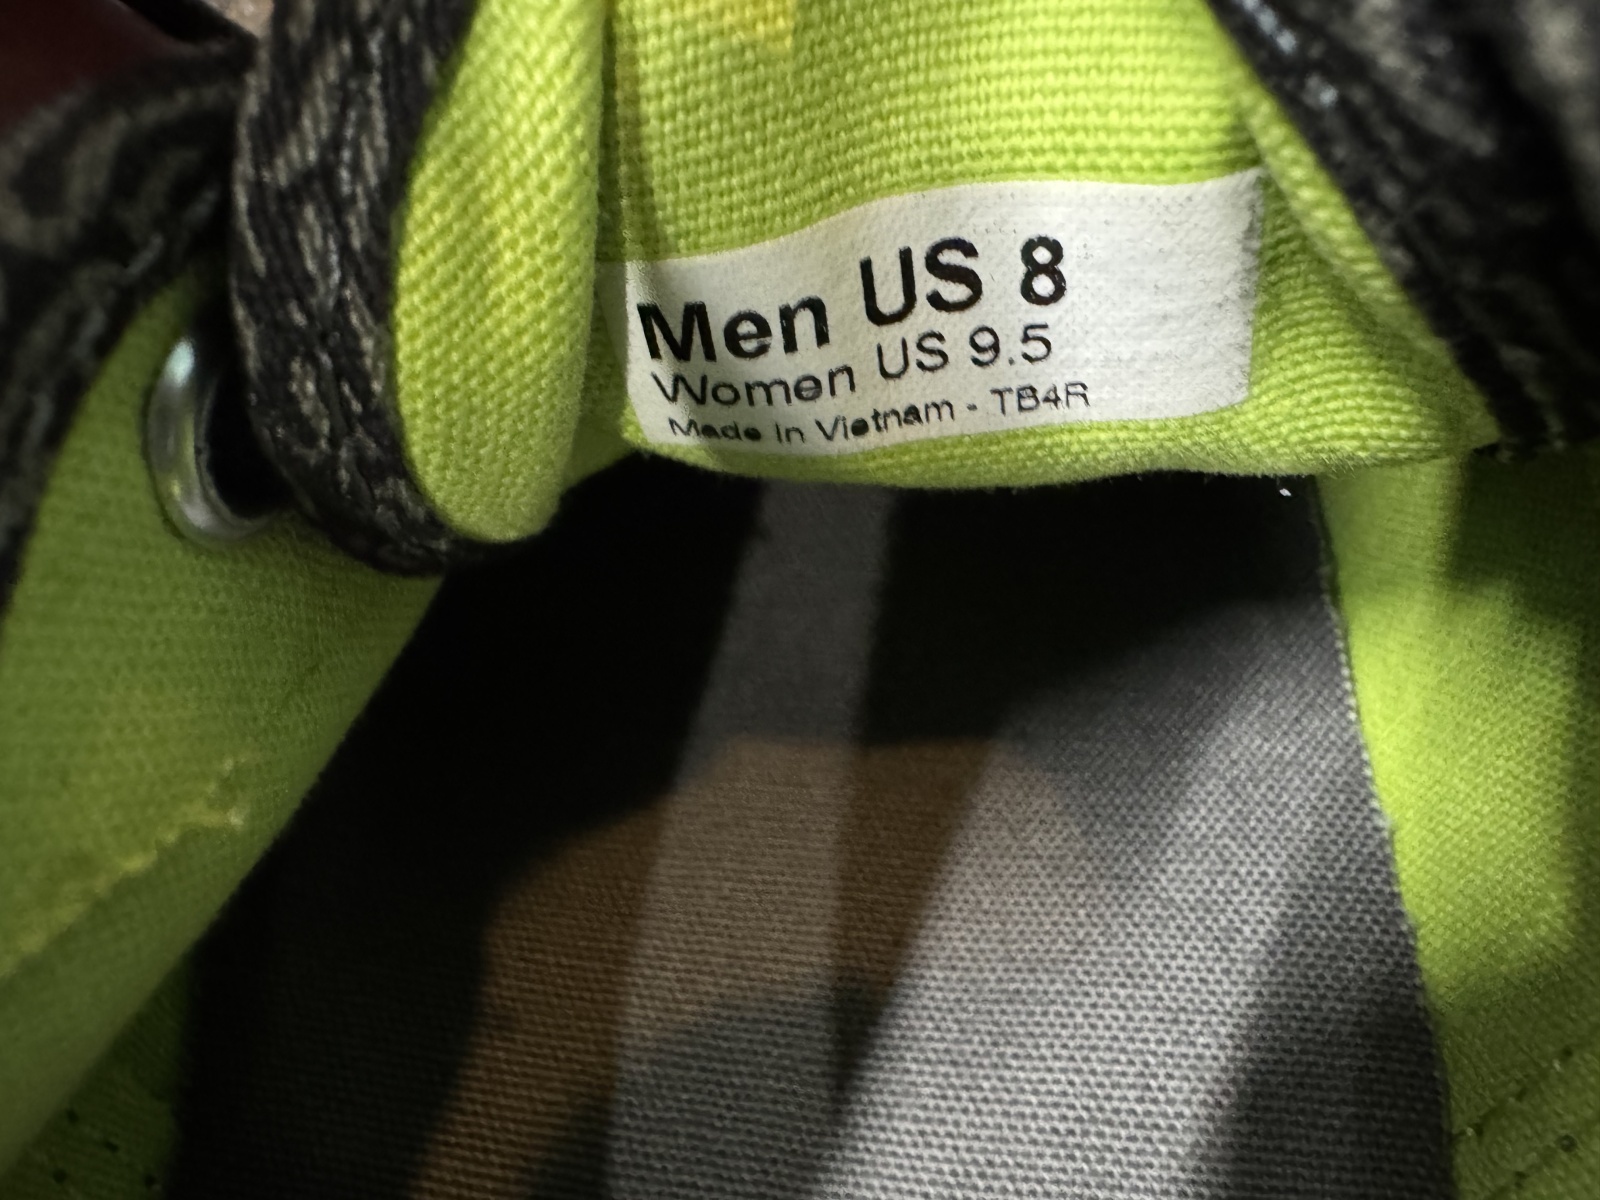 Men US 8
Women US 9.5
Made in Vietnam - TB4R